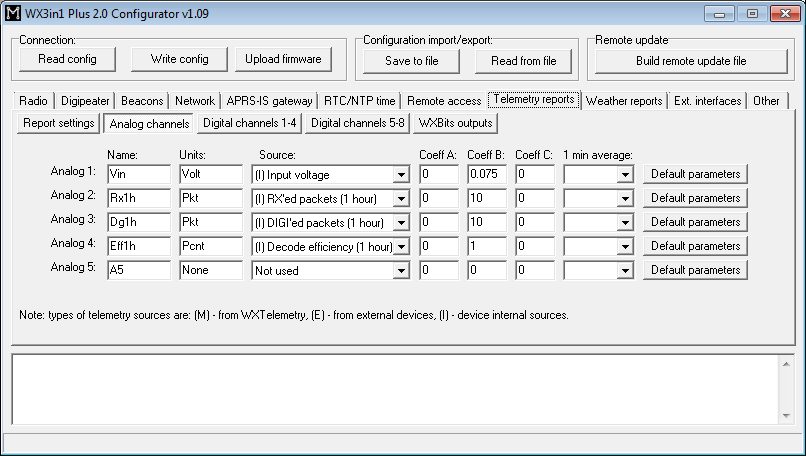 WX3in1 Plus 2.0 Configurator v1.09
Connection: Configuration import/export: Remote update
Read config Write config Upload firmware Save to file Read from file Build remote update file
Radio Digipeater Beacons Network APRS-IS gateway RTC/NTP time Remote access Telemetry reports Weather reports Ext. interfaces Other
Report settings Analog channels Digital channels 1-4 Digital channels 5-8 WXBits outputs
Name: Units: Source: Coeff A: Coeff B: Coeff C: 1 min average:
Analog 1: Vin Volt (I) Input voltage 0 0.075 0 Default parameters
Analog 2: Rx1h Pkt (I) RX'ed packets (1 hour) 0 10 0 Default parameters
Analog 3: Dg1h Pkt (I) DIGI'ed packets (1 hour) 0 10 0 Default parameters
Analog 4: Eff1h Pcnt (I) Decode efficiency (1 hour) 0 1 0 Default parameters
Analog 5: A5 None Not used 0 0 0 Default parameters
Note: types of telemetry sources are: (M) - from WXTelemetry, (E) - from external devices, (I) - device internal sources.